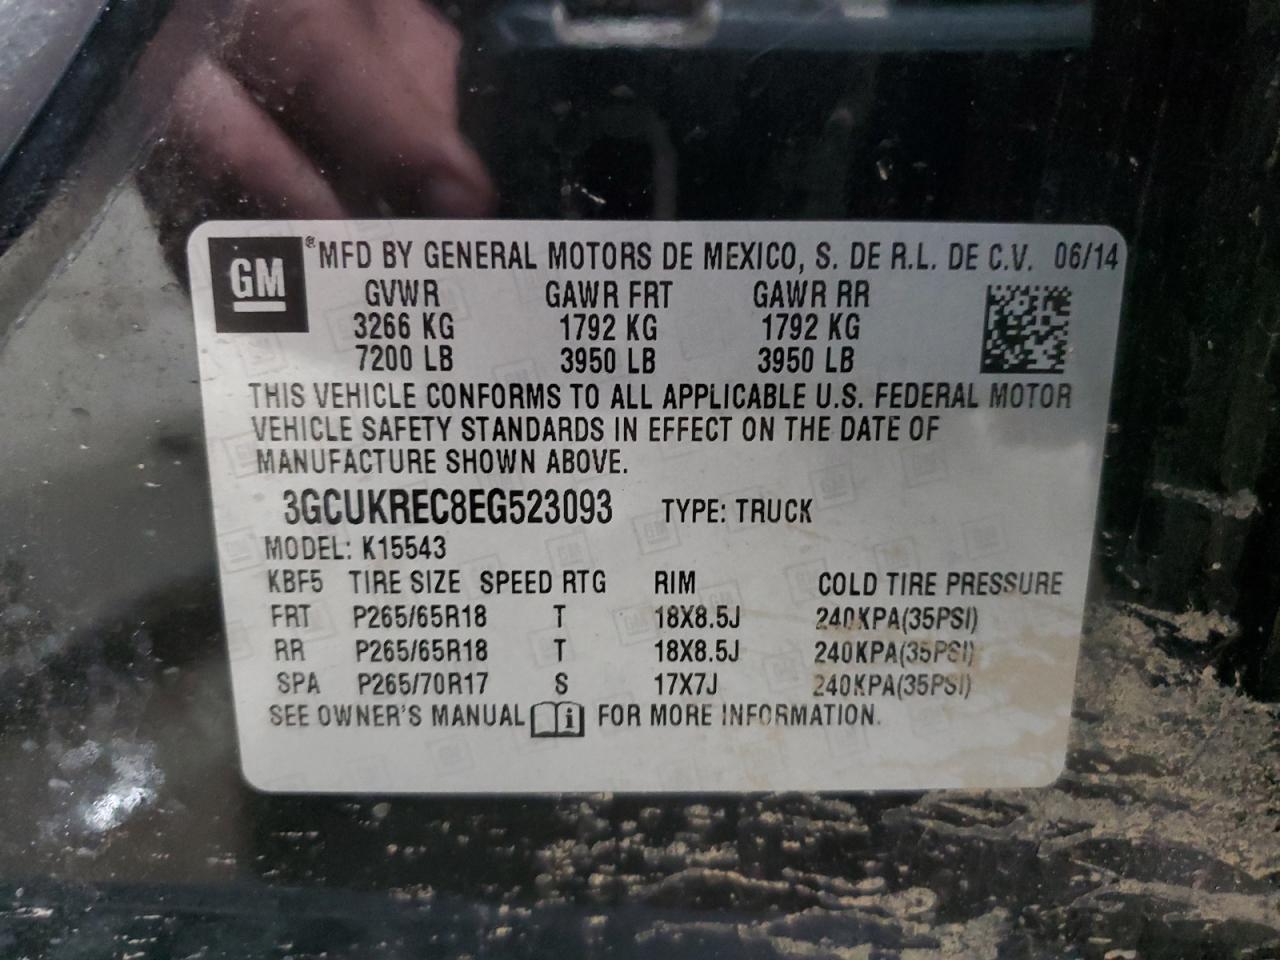 GM ® MFD BY GENERAL MOTORS DE MEXICO, S. DE R.L. DE C.V. 06/14
GVWR GAWR FRT GAWR RR
3266 KG 1792 KG 1792 KG
7200 LB 3950 LB 3950 LB
THIS VEHICLE CONFORMS TO ALL APPLICABLE U.S. FEDERAL MOTOR
VEHICLE SAFETY STANDARDS IN EFFECT ON THE DATE OF
MANUFACTURE SHOWN ABOVE.
3GCUKREC8EG523093 TYPE: TRUCK
MODEL: K15543
KBF5 TIRE SIZE SPEED RTG RIM COLD TIRE PRESSURE
FRT P265/65R18 T 18X8.5J 240KPA(35PSI)
RR P265/65R18 T 18X8.5J 240KPA(35PSI)
SPA P265/70R17 S 17X7J 240KPA(35PSI)
SEE OWNER'S MANUAL i FOR MORE INFORMATION.